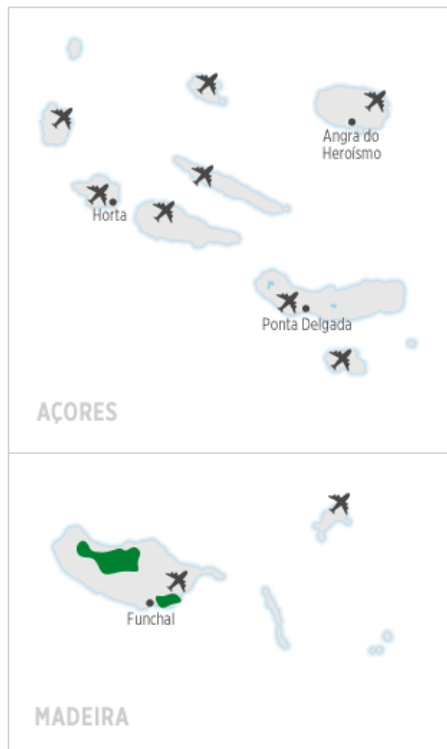 Angra do
Heroísmo
Horta
Ponta Delgada
AÇORES
Funchal
MADEIRA